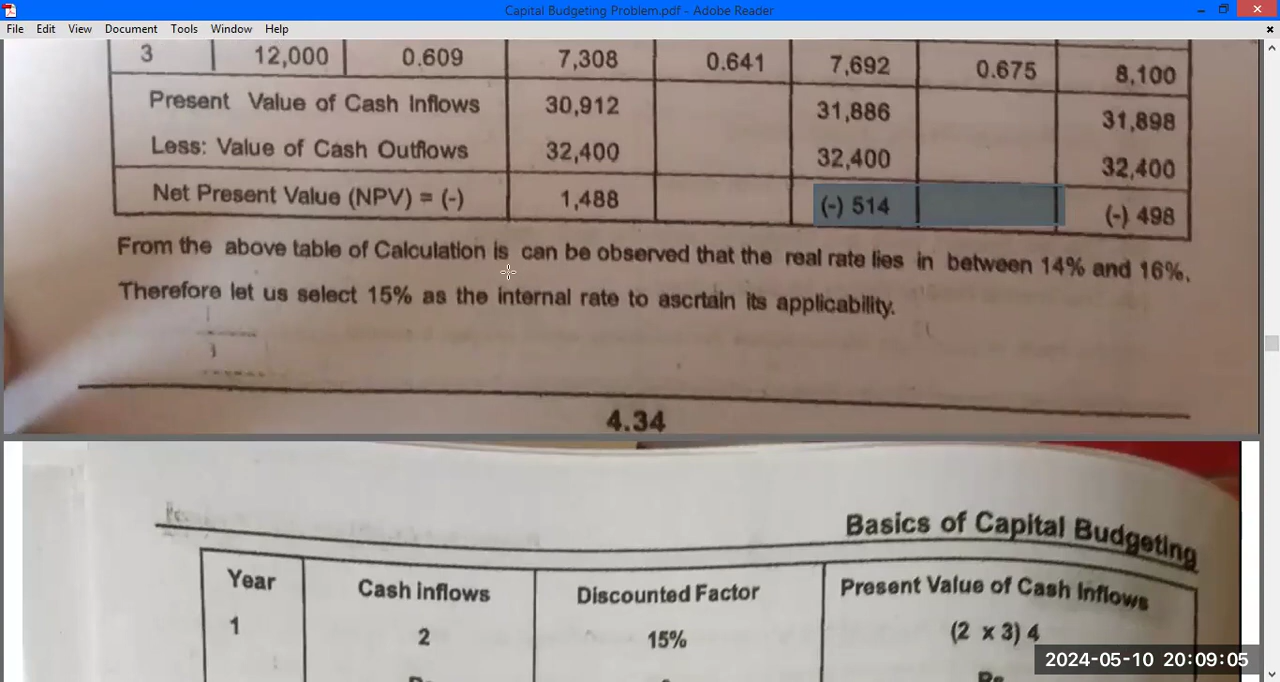 Capital Budgeting Problem.pdf - Adobe Reader
File Edit View Document Tools Window Help
3 12,000 0.609 7,308 0.641 7,692 0.675 8,100
Present Value of Cash Inflows 30,912 31,886 31,898
Less: Value of Cash Outflows 32,400 32,400 32,400
Net Present Value (NPV) = (-) 1,488 (-) 514 (-) 498
From the above table of Calculation is can be observed that the real rate lies in between 14% and 16%.
Therefore let us select 15% as the internal rate to ascrtain its applicability.
4.34
Basics of Capital Budgeting
Year Cash inflows Discounted Factor Present Value of Cash Inflows
1 2 15% (2 x 3) 4
2024-05-10 20:09:05